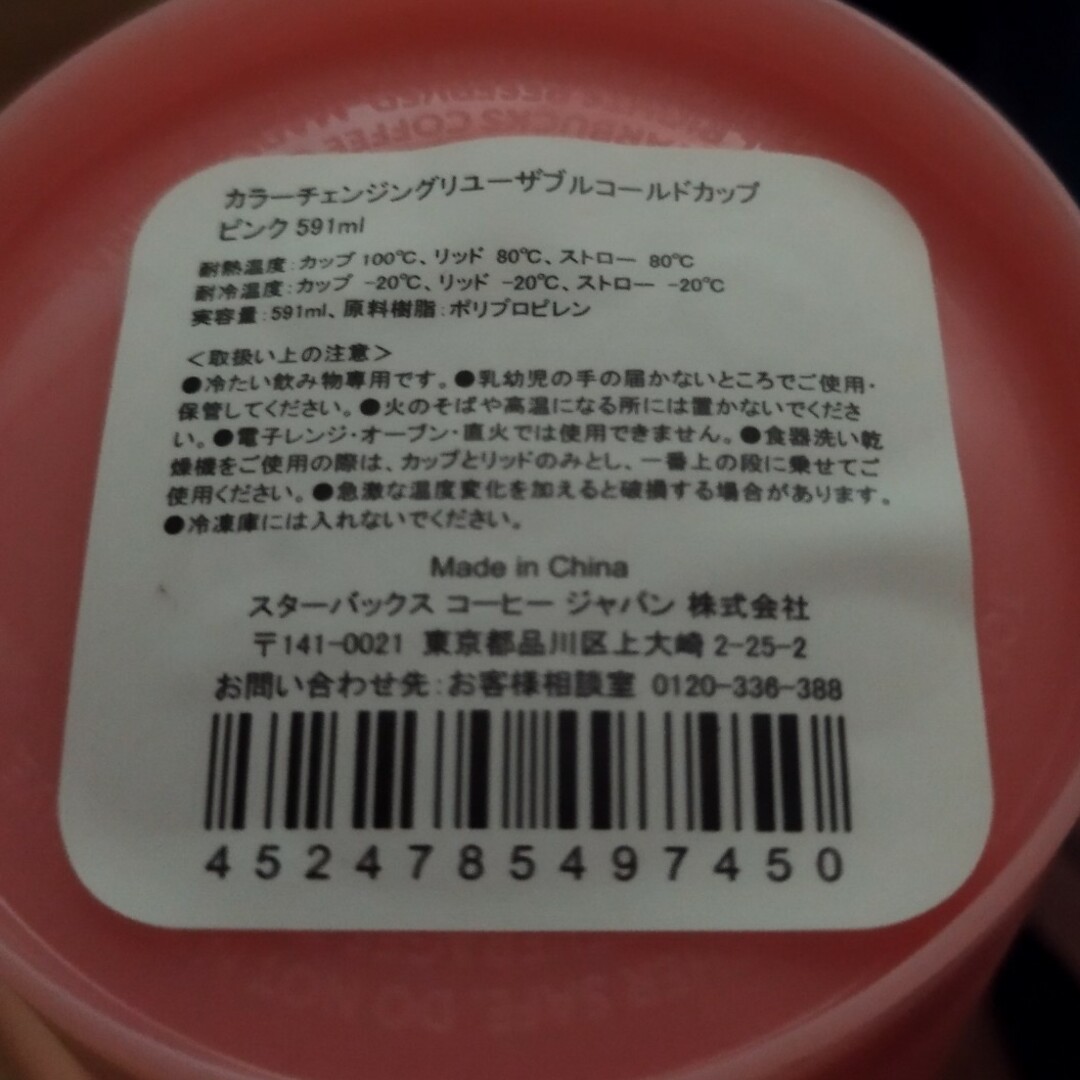 カラーチェンジングリユーザブルコールドカップ
ピンク 591ml
耐熱温度:カップ 100℃、リッド 80℃、ストロー 80℃
耐冷温度:カップ -20℃、リッド -20℃、ストロー -20℃
実容量:591ml、原料樹脂:ポリプロピレン
<取扱い上の注意>
●冷たい飲み物専用です。●乳幼児の手の届かないところでご使用・
保管してください。●火のそばや高温になる所には置かないでくださ
い。●電子レンジ・オーブン・直火では使用できません。●食器洗い乾
燥機をご使用の際は、カップとリッドのみとし、一番上の段に乗せてご
使用ください。●急激な温度変化を加えると破損する場合があります。
●冷凍庫には入れないでください。
Made in China
スターバックス コーヒー ジャパン 株式会社
〒141-0021 東京都品川区上大崎 2-25-2
お問い合わせ先:お客様相談室 0120-336-388
4524785497450